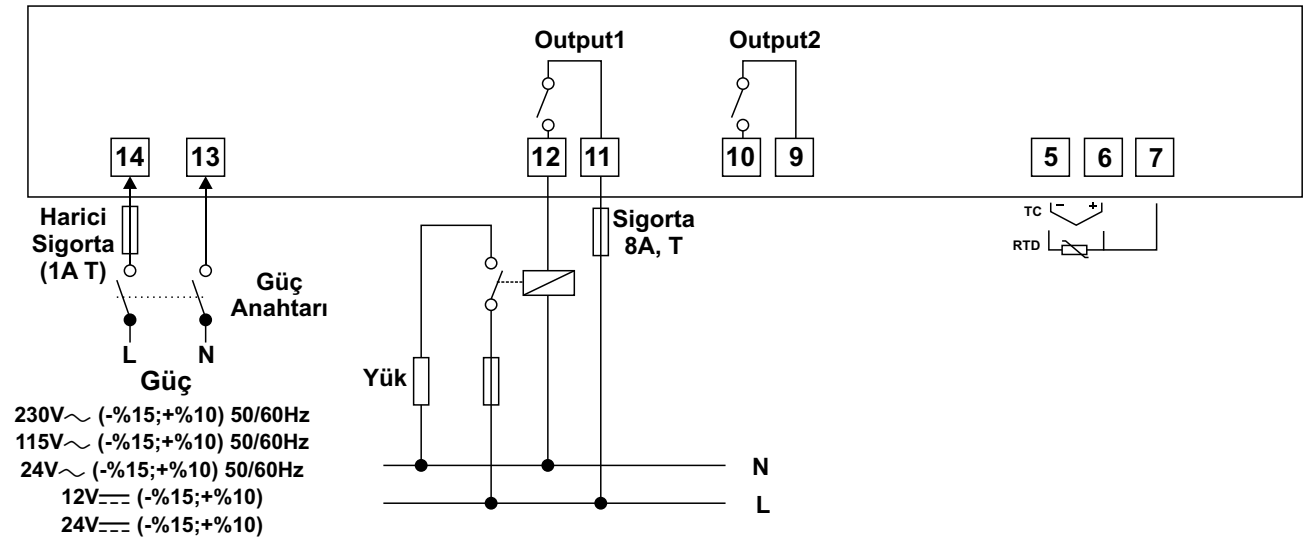 Output1
Output2
14
13
12
11
10
9
5
6
7
Harici
Sigorta
(1A T)
Güç
Anahtarı
L
N
Güç
230V~ (-%15;+%10) 50/60Hz
115V~ (-%15;+%10) 50/60Hz
24V~ (-%15;+%10) 50/60Hz
12V⎓ (-%15;+%10)
24V⎓ (-%15;+%10)
Sigorta
8A, T
Yük
N
L
TC
- +
RTD